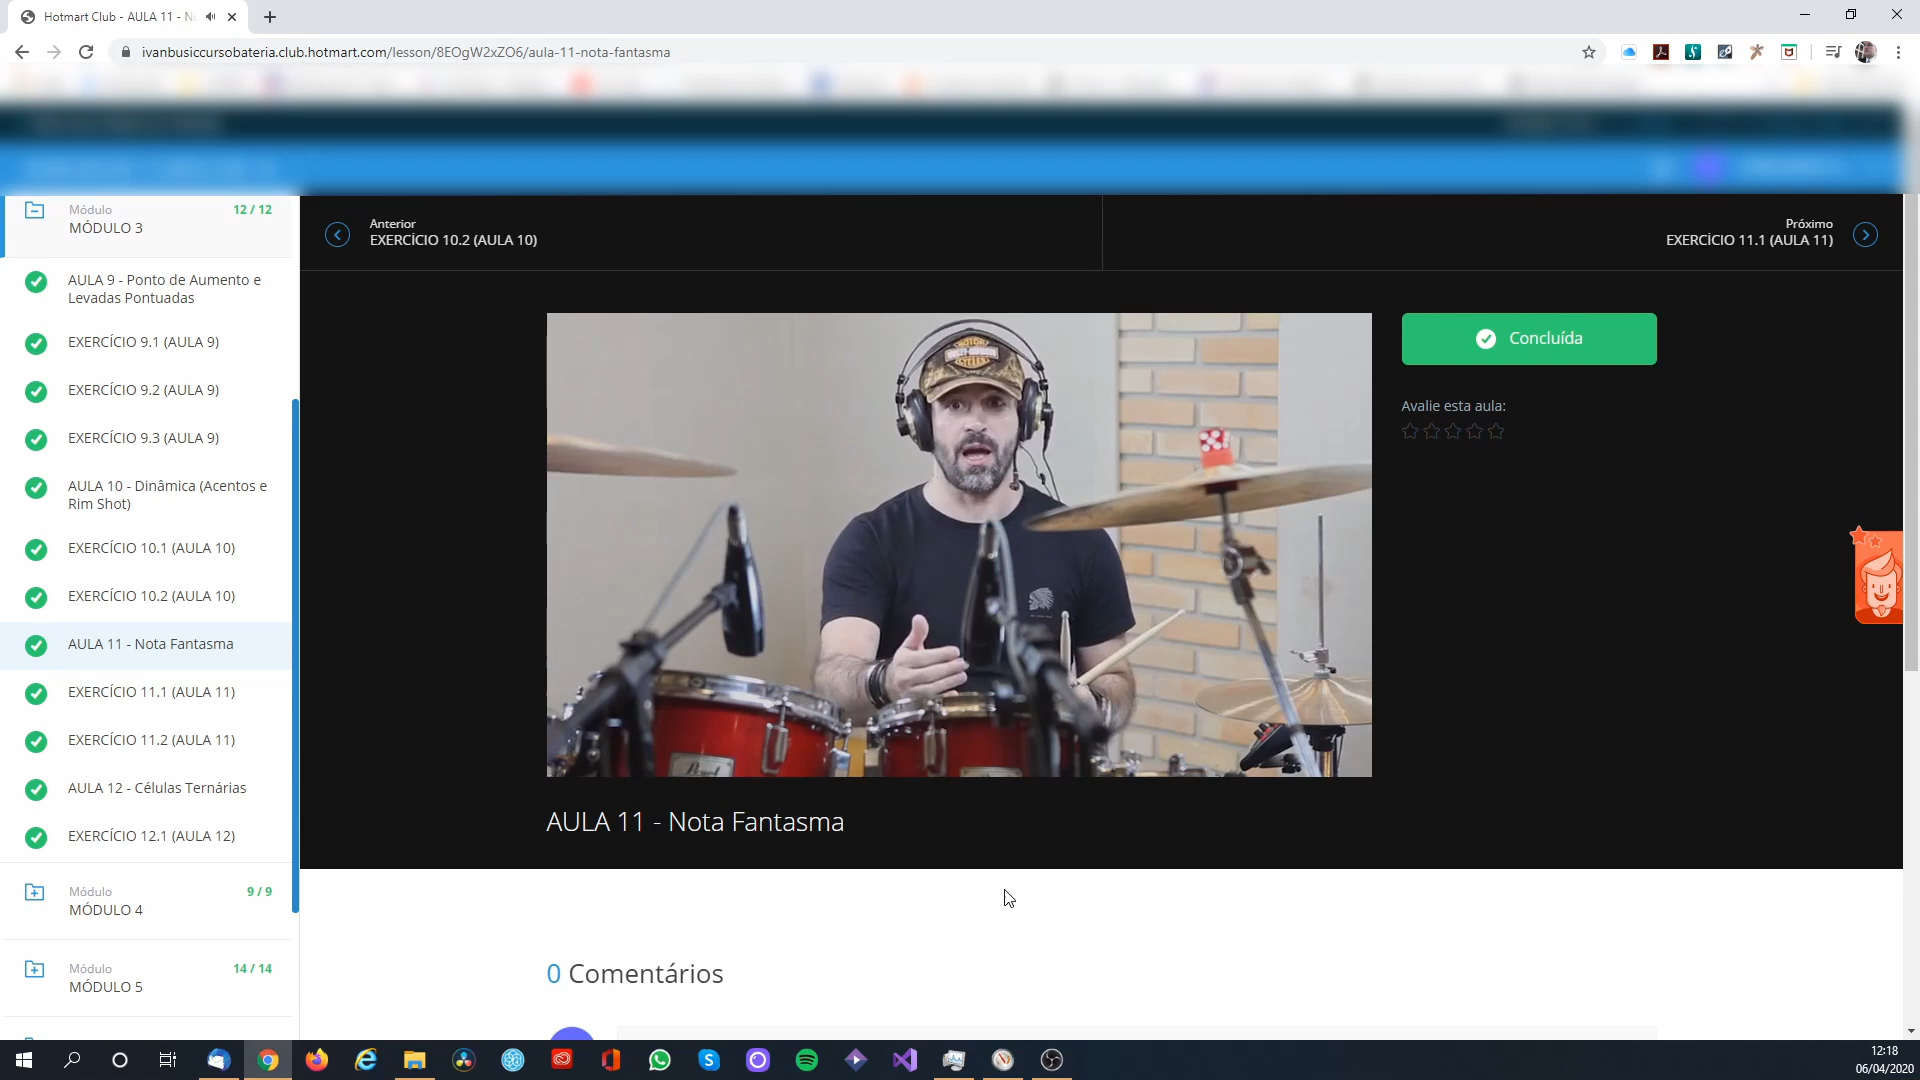 Hotmart Club - AULA 11 - N
ivanbusiccursobateria.club.hotmart.com/lesson/8EOgW2xZO6/aula-11-nota-fantasma
Módulo
12 / 12
MÓDULO 3
Anterior
EXERCÍCIO 10.2 (AULA 10)
Próximo
EXERCÍCIO 11.1 (AULA 11)
AULA 9 - Ponto de Aumento e
Levadas Pontuadas
EXERCÍCIO 9.1 (AULA 9)
EXERCÍCIO 9.2 (AULA 9)
EXERCÍCIO 9.3 (AULA 9)
AULA 10 - Dinâmica (Acentos e
Rim Shot)
EXERCÍCIO 10.1 (AULA 10)
EXERCÍCIO 10.2 (AULA 10)
AULA 11 - Nota Fantasma
EXERCÍCIO 11.1 (AULA 11)
EXERCÍCIO 11.2 (AULA 11)
AULA 12 - Células Ternárias
EXERCÍCIO 12.1 (AULA 12)
Módulo
9 / 9
MÓDULO 4
Módulo
14 / 14
MÓDULO 5
Concluída
Avalie esta aula:
MOTOR
HARLEY-DAVIDSON
CYCLES
Pearl
AULA 11 - Nota Fantasma
0 Comentários
12:18
06/04/2020